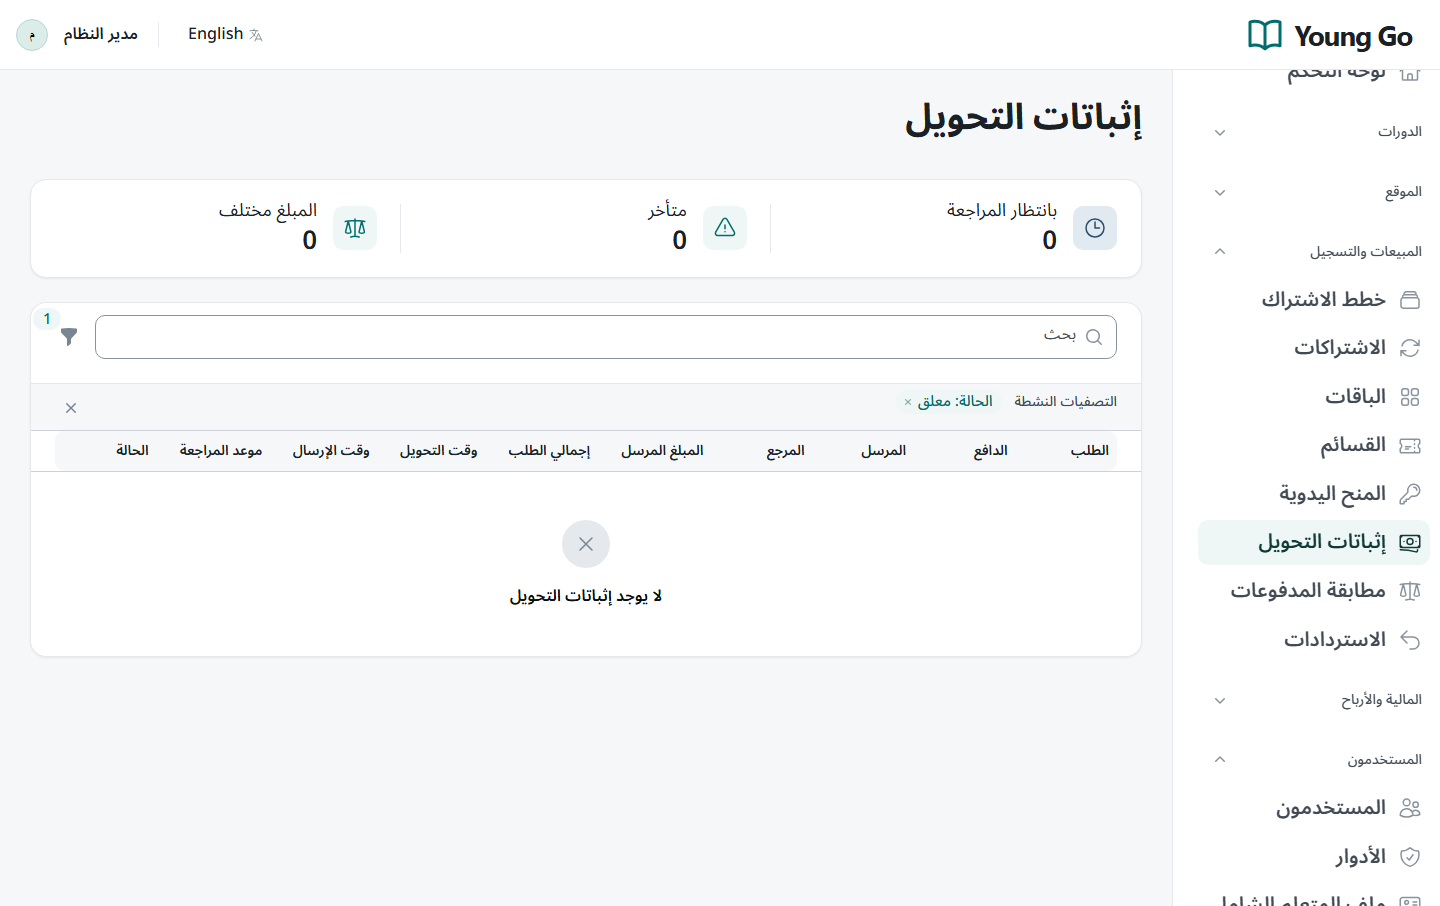 Young Go
English
مدير النظام
م
لوحة التحكم
الدورات
الموقع
المبيعات والتسجيل
خطط الاشتراك
الاشتراكات
الباقات
القسائم
المنح اليدوية
إثباتات التحويل
مطابقة المدفوعات
الاستردادات
المالية والأرباح
المستخدمون
المستخدمون
الأدوار
ملف المتعلم الشامل
إثباتات التحويل
بانتظار المراجعة
0
متأخر
0
المبلغ مختلف
0
بحث
1
التصفيات النشطة
الحالة: معلق ×
الطلب الدافع المرسل المرجع المبلغ المرسل إجمالي الطلب وقت التحويل وقت الإرسال موعد المراجعة الحالة
لا يوجد إثباتات التحويل